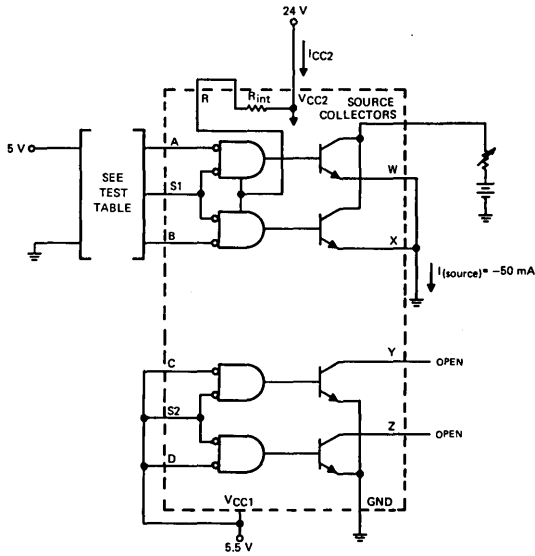 24 V
ICC2
R
Rint
VCC2
SOURCE
COLLECTORS
5 V
SEE
TEST
TABLE
A
S1
B
W
X
I(source)= −50 mA
C
S2
D
Y
OPEN
Z
OPEN
VCC1
GND
5.5 V